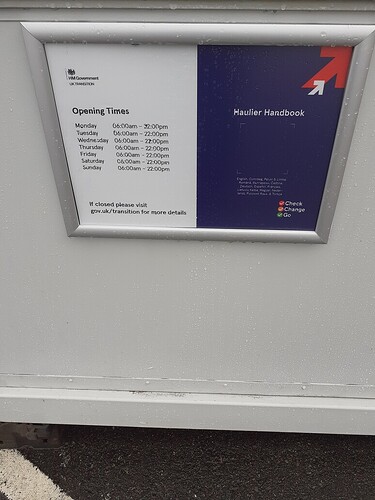 HM Government
UK TRANSITION
Opening Times
Monday 06:00am – 22:00pm
Tuesday 06:00am – 22:00pm
Wednesday 06:00am – 22:00pm
Thursday 06:00am – 22:00pm
Friday 06:00am – 22:00pm
Saturday 06:00am – 22:00pm
Sunday 06:00am – 22:00pm
If closed please visit
gov.uk/transition for more details
Haulier Handbook
Check
Change
Go